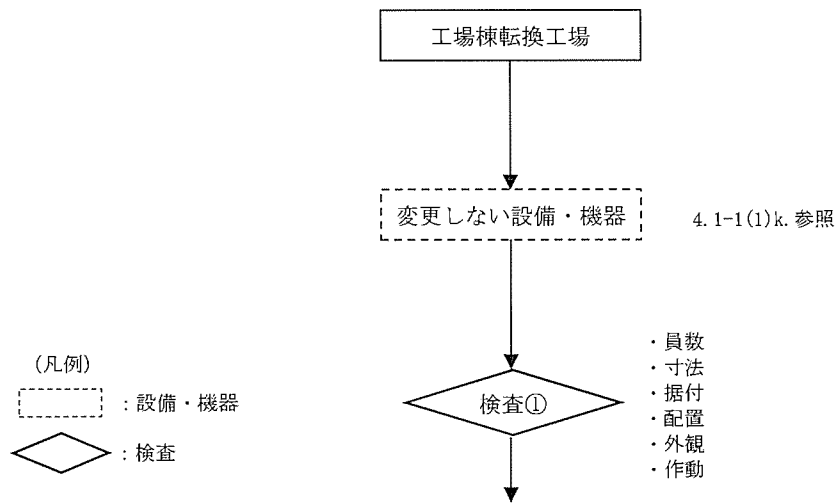 工場棟転換工場
変更しない設備・機器
4.1-1(1)k.参照
検査①
・員数
・寸法
・据付
・配置
・外観
・作動
(凡例)
：設備・機器
：検査